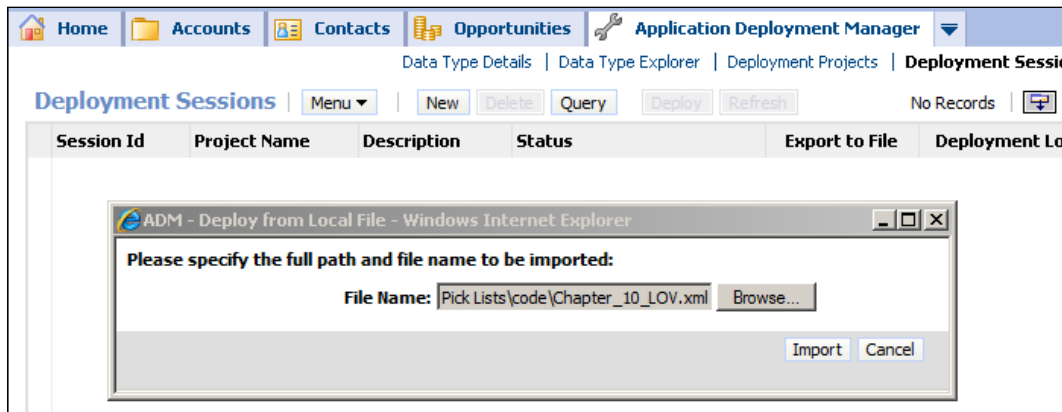 Home Accounts Contacts Opportunities Application Deployment Manager
Data Type Details | Data Type Explorer | Deployment Projects | Deployment Sessi
Deployment Sessions | Menu | New Delete Query Deploy Refresh No Records
Session Id Project Name Description Status Export to File Deployment Lo
ADM - Deploy from Local File - Windows Internet Explorer
Please specify the full path and file name to be imported:
File Name: Pick Lists\code\Chapter_10_LOV.xml Browse...
Import Cancel